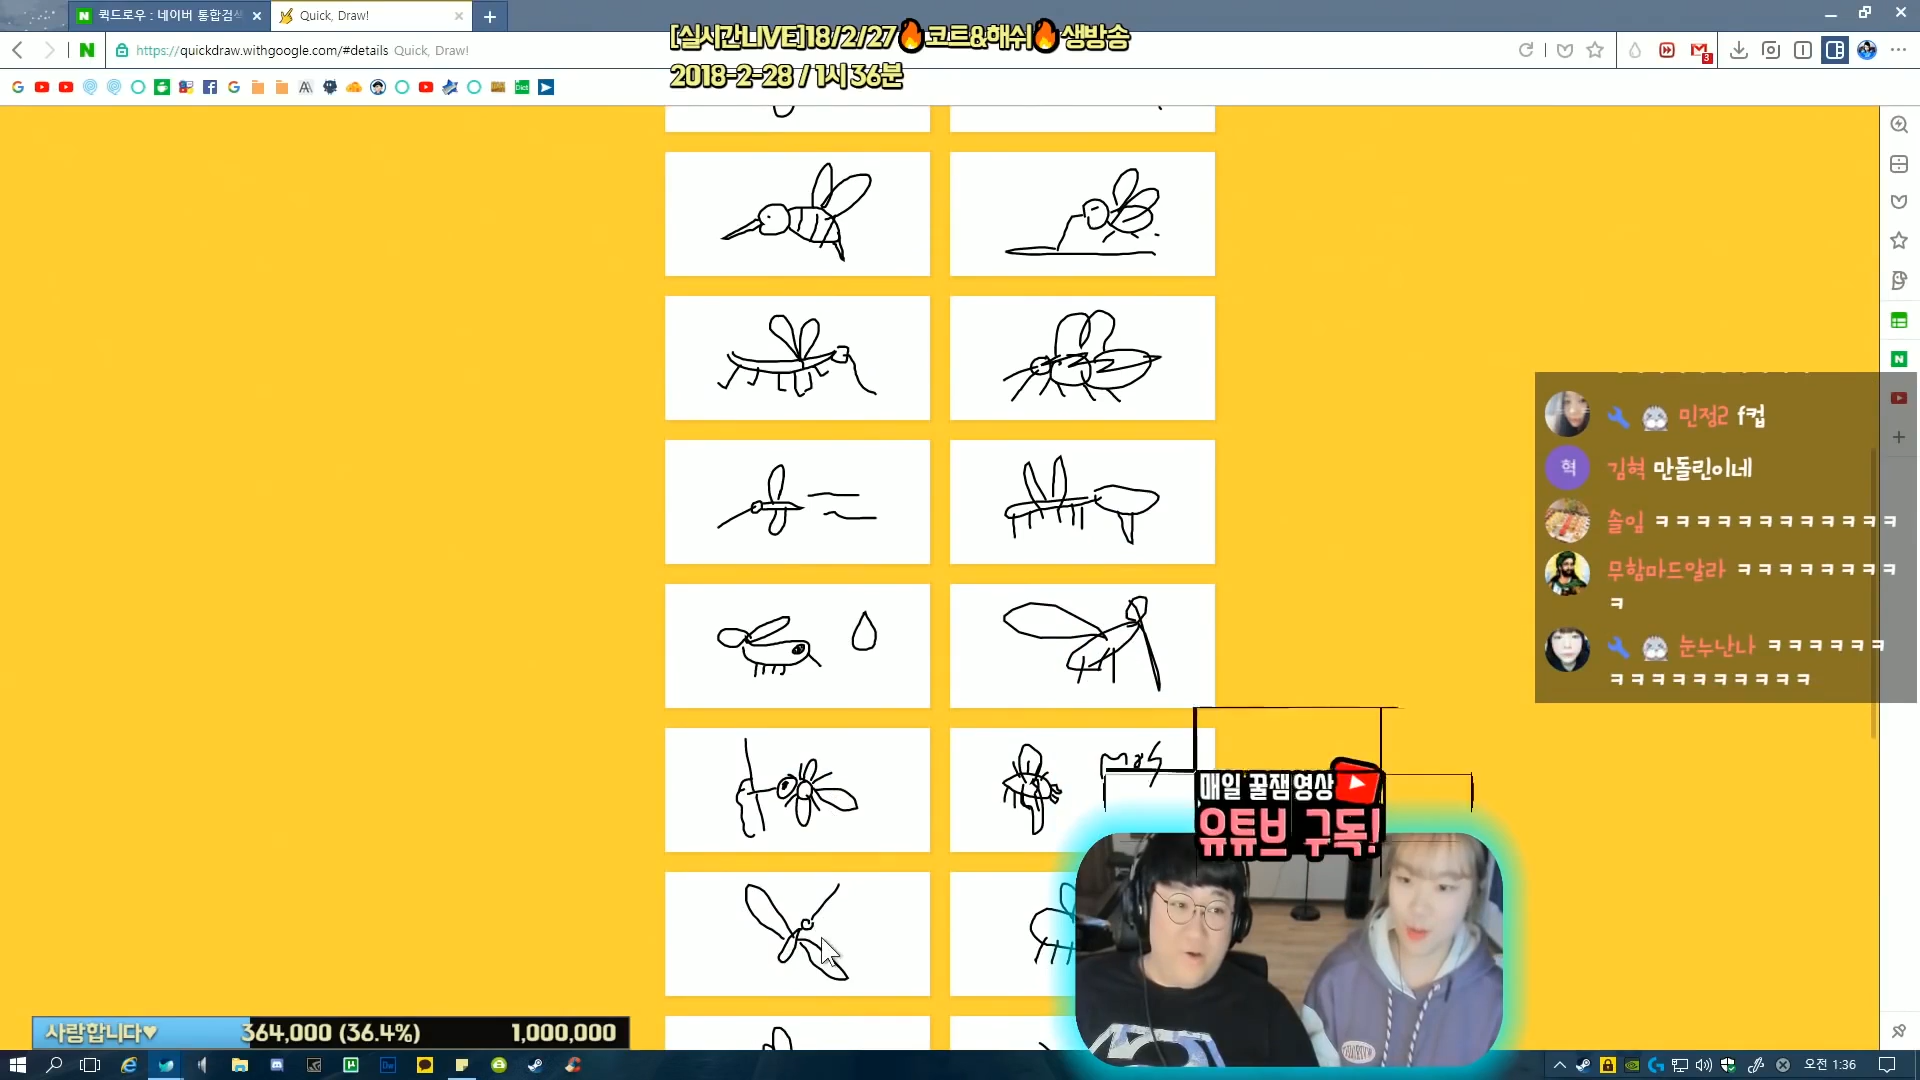 퀵드로우 : 네이버 통합검색
Quick, Draw!
[실시간LIVE]18/2/27🔥코트&해쉬🔥생방송
2018-2-28 / 1시 36분
https://quickdraw.withgoogle.com/#details Quick, Draw!
민정2 f컵
김혁 만돌린이네
혁
솔임 ㅋㅋㅋㅋㅋㅋㅋㅋㅋㅋㅋㅋ
무함마드알라 ㅋㅋㅋㅋㅋㅋㅋㅋ
ㅋ
눈누난나 ㅋㅋㅋㅋㅋㅋ
ㅋㅋㅋㅋㅋㅋㅋㅋㅋㅋ
mos
매일 꿀잼 영상
유튜브 구독!
사랑합니다♥ 364,000 (36.4%) 1,000,000
오전 1:36